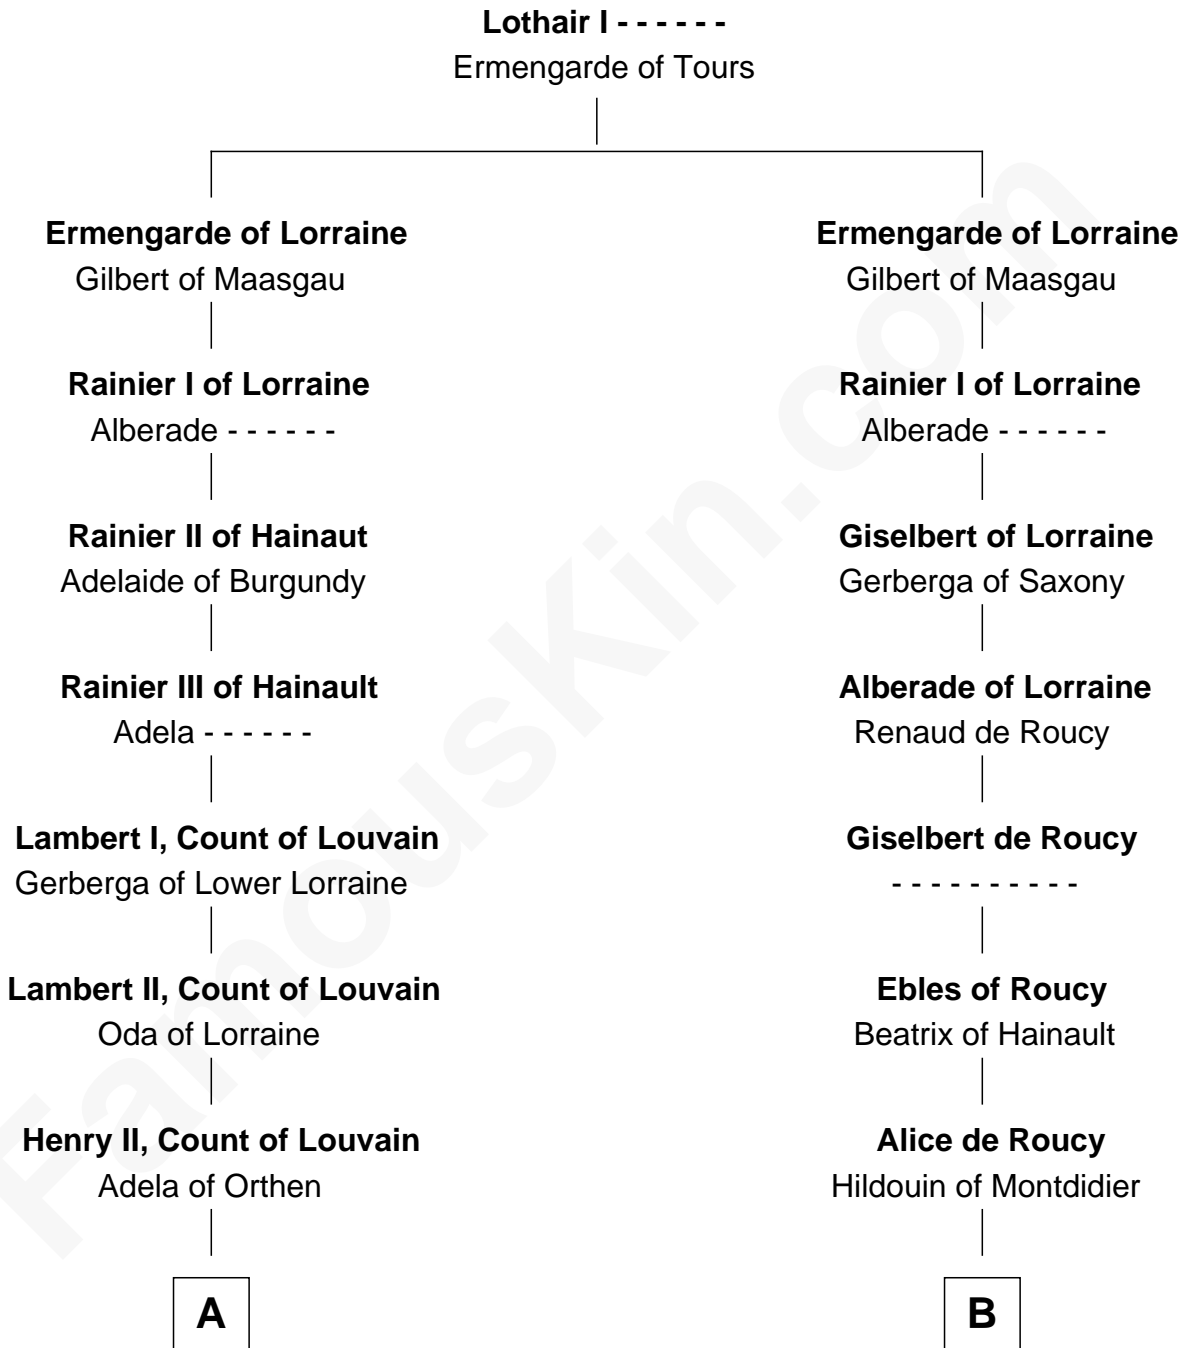 Lothair I - - - - - -
Ermengarde of Tours
Ermengarde of Lorraine
Gilbert of Maasgau
Ermengarde of Lorraine
Gilbert of Maasgau
Rainier I of Lorraine
Alberade - - - - - -
Rainier I of Lorraine
Alberade - - - - - -
Rainier II of Hainaut
Adelaide of Burgundy
Giselbert of Lorraine
Gerberga of Saxony
Rainier III of Hainault
Adela - - - - - -
Alberade of Lorraine
Renaud de Roucy
Lambert I, Count of Louvain
Gerberga of Lower Lorraine
Giselbert de Roucy
- - - - - - - - - -
Lambert II, Count of Louvain
Oda of Lorraine
Ebles of Roucy
Beatrix of Hainault
Henry II, Count of Louvain
Adela of Orthen
Alice de Roucy
Hildouin of Montdidier
A
B
FamousKin.com